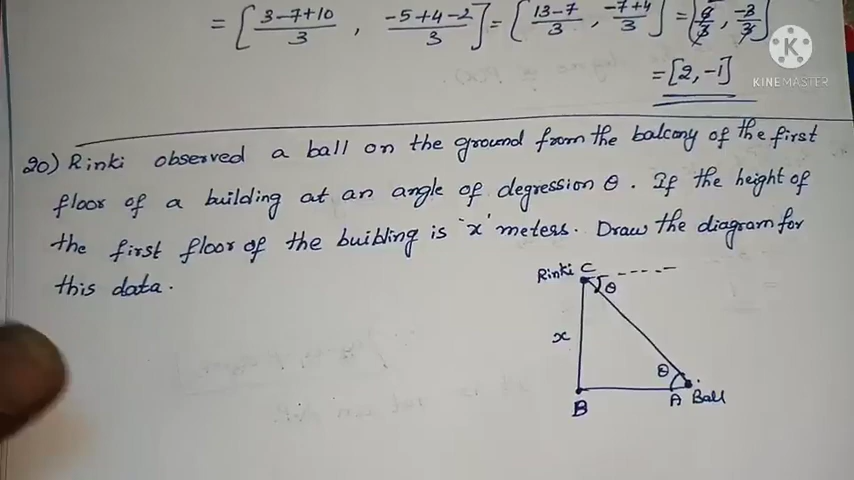 = [ (3-7+10)/3 , (-5+4-2)/3 ] = [ (13-7)/3 , (-7+4)/3 ] = [ 6/3 , -3/3 ]
= [2, -1]
KINEMASTER
20) Rinki observed a ball on the ground from the balcony of the first
floor of a building at an angle of degression θ. If the height of
the first floor of the buibling is 'x' meters. Draw the diagram for
this data.
Rinki C
θ
x
θ
B
A Ball